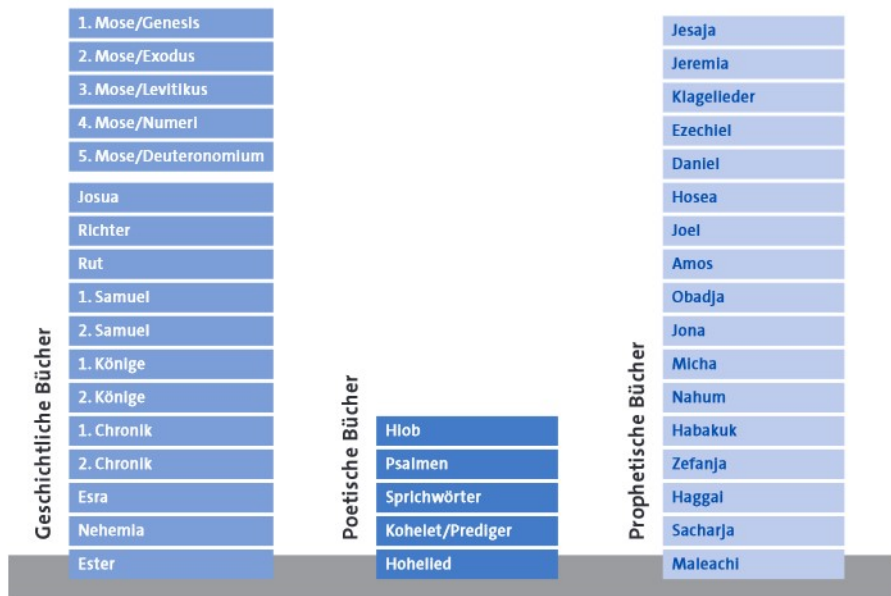 Geschichtliche Bücher
1. Mose/Genesis
2. Mose/Exodus
3. Mose/Levitikus
4. Mose/Numeri
5. Mose/Deuteronomium
Josua
Richter
Rut
1. Samuel
2. Samuel
1. Könige
2. Könige
1. Chronik
2. Chronik
Esra
Nehemia
Ester
Poetische Bücher
Hiob
Psalmen
Sprichwörter
Kohelet/Prediger
Hohelied
Prophetische Bücher
Jesaja
Jeremia
Klagelieder
Ezechiel
Daniel
Hosea
Joel
Amos
Obadja
Jona
Micha
Nahum
Habakuk
Zefanja
Haggai
Sacharja
Maleachi